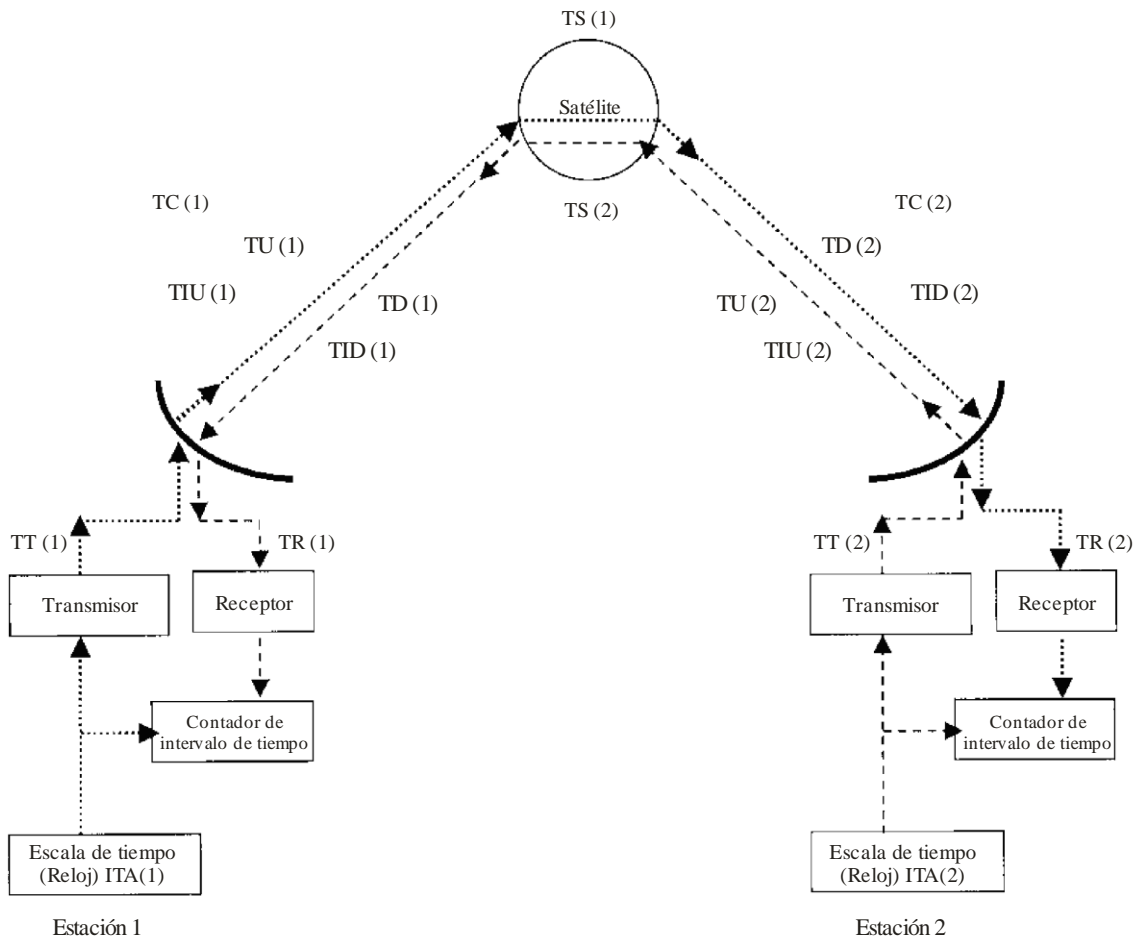 TS (1)
Satélite
TS (2)
TC (1)
TC (2)
TU (1)
TD (2)
TIU (1)
TID (2)
TD (1)
TU (2)
TID (1)
TIU (2)
TT (1)
TR (1)
TT (2)
TR (2)
Transmisor
Receptor
Transmisor
Receptor
Contador de
intervalo de tiempo
Contador de
intervalo de tiempo
Escala de tiempo
(Reloj) ITA(1)
Escala de tiempo
(Reloj) ITA(2)
Estación 1
Estación 2